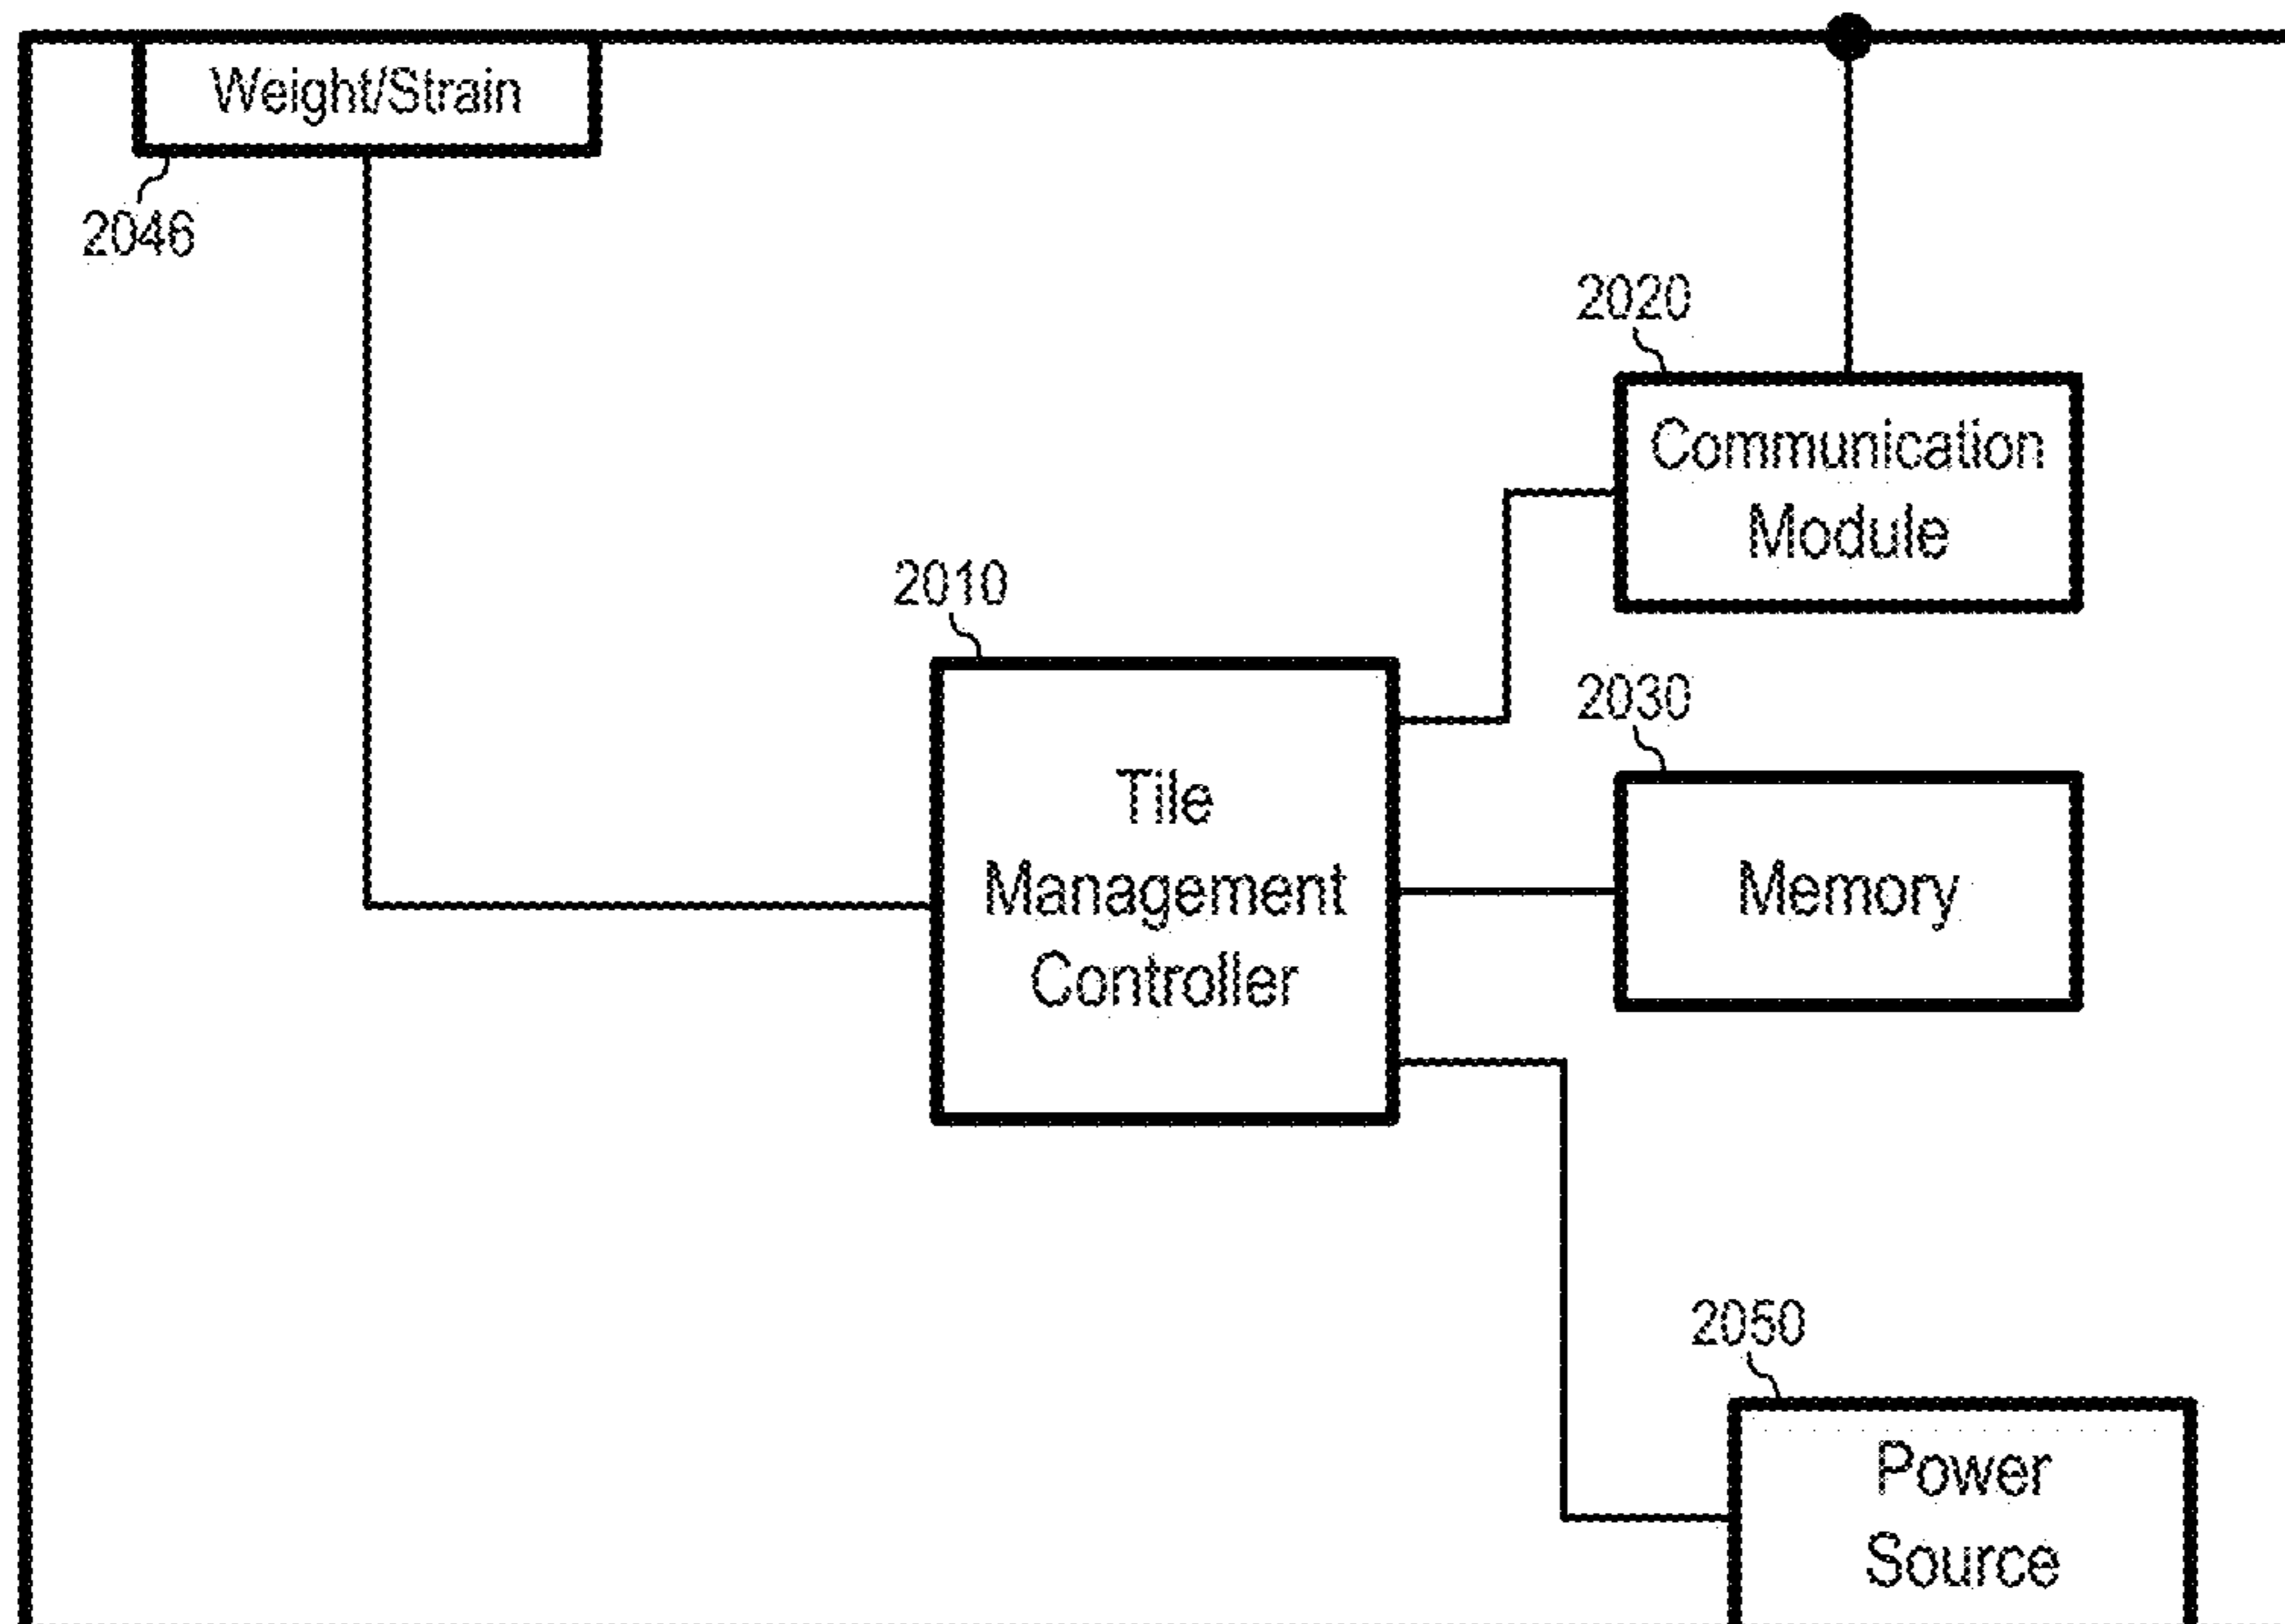 Weight/Strain
2046
2020
Communication
Module
2010
Tile
Management
Controller
2030
Memory
2050
Power
Source